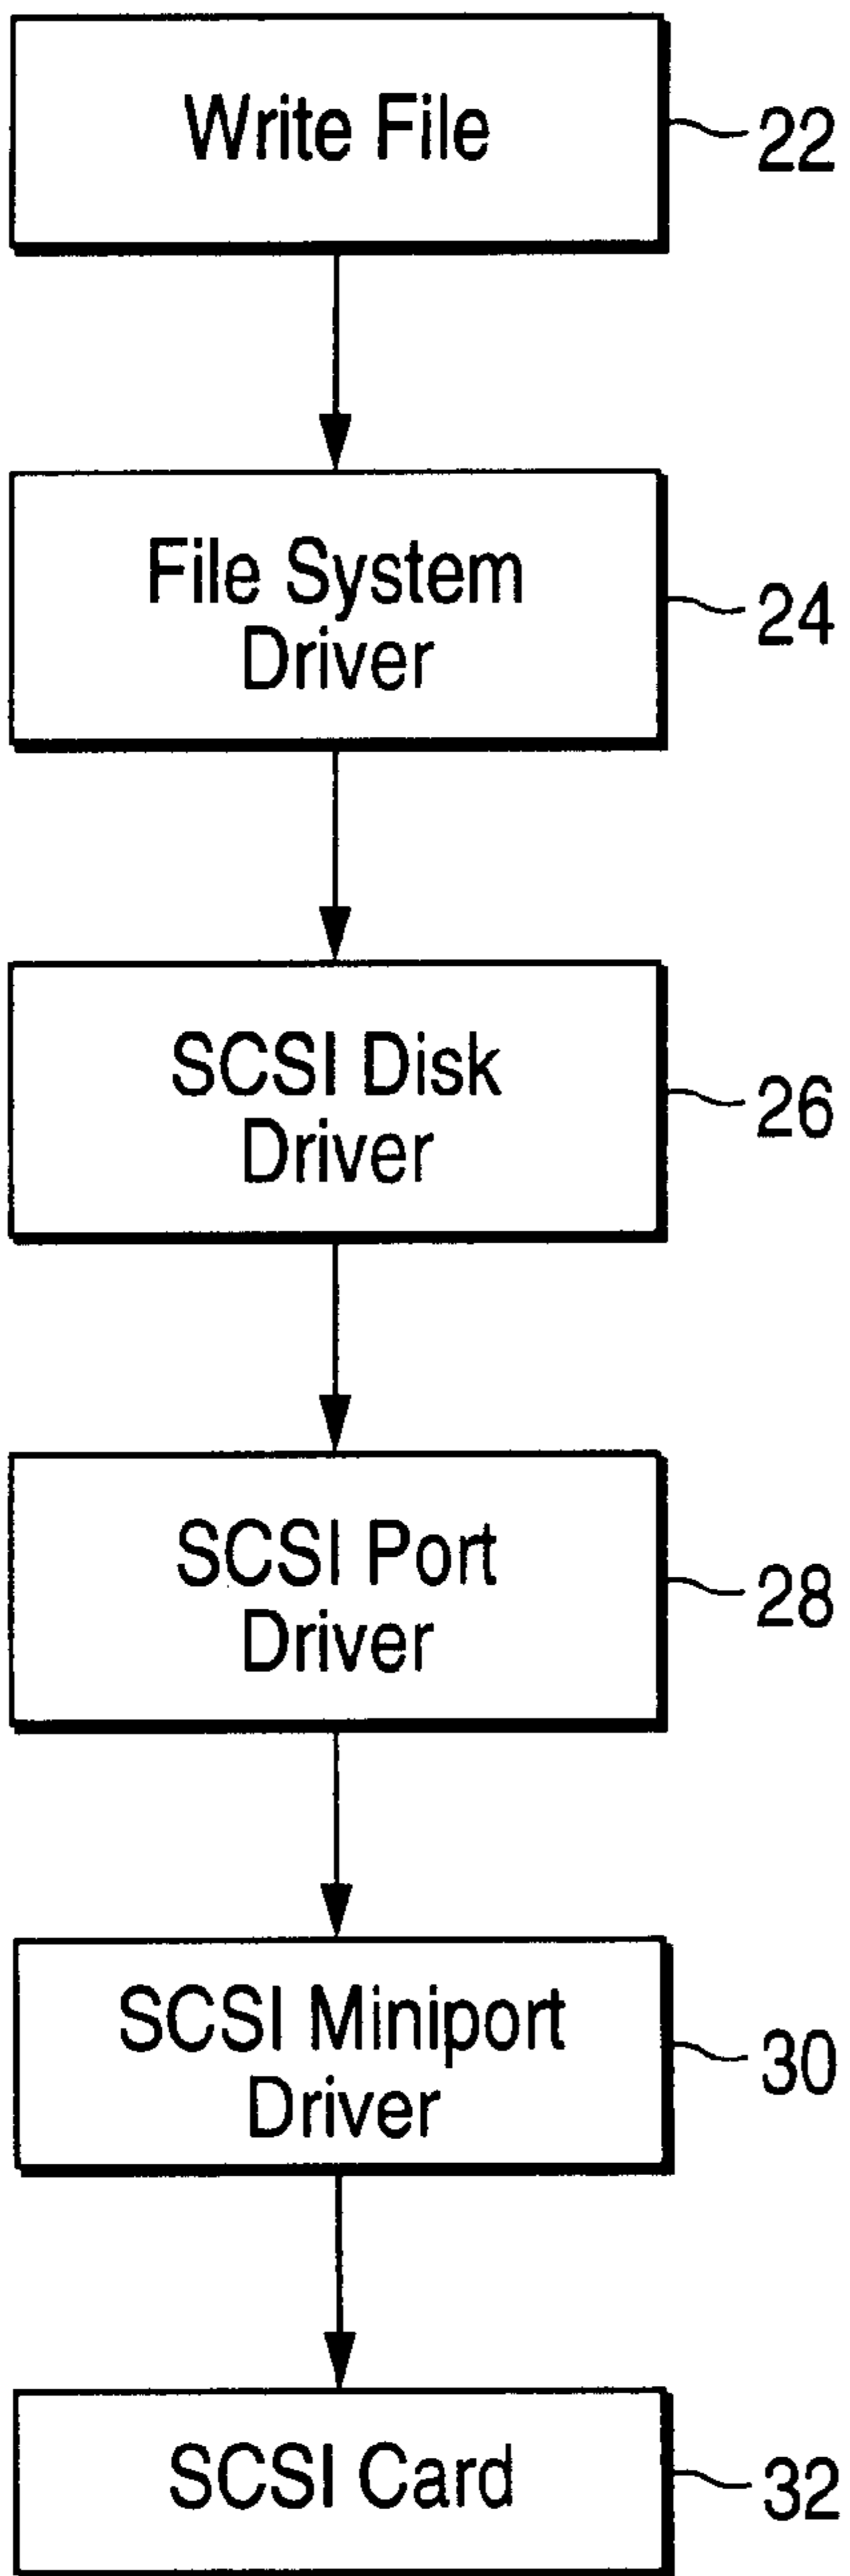 Write File
22
File System
Driver
24
SCSI Disk
Driver
26
SCSI Port
Driver
28
SCSI Miniport
Driver
30
SCSI Card
32